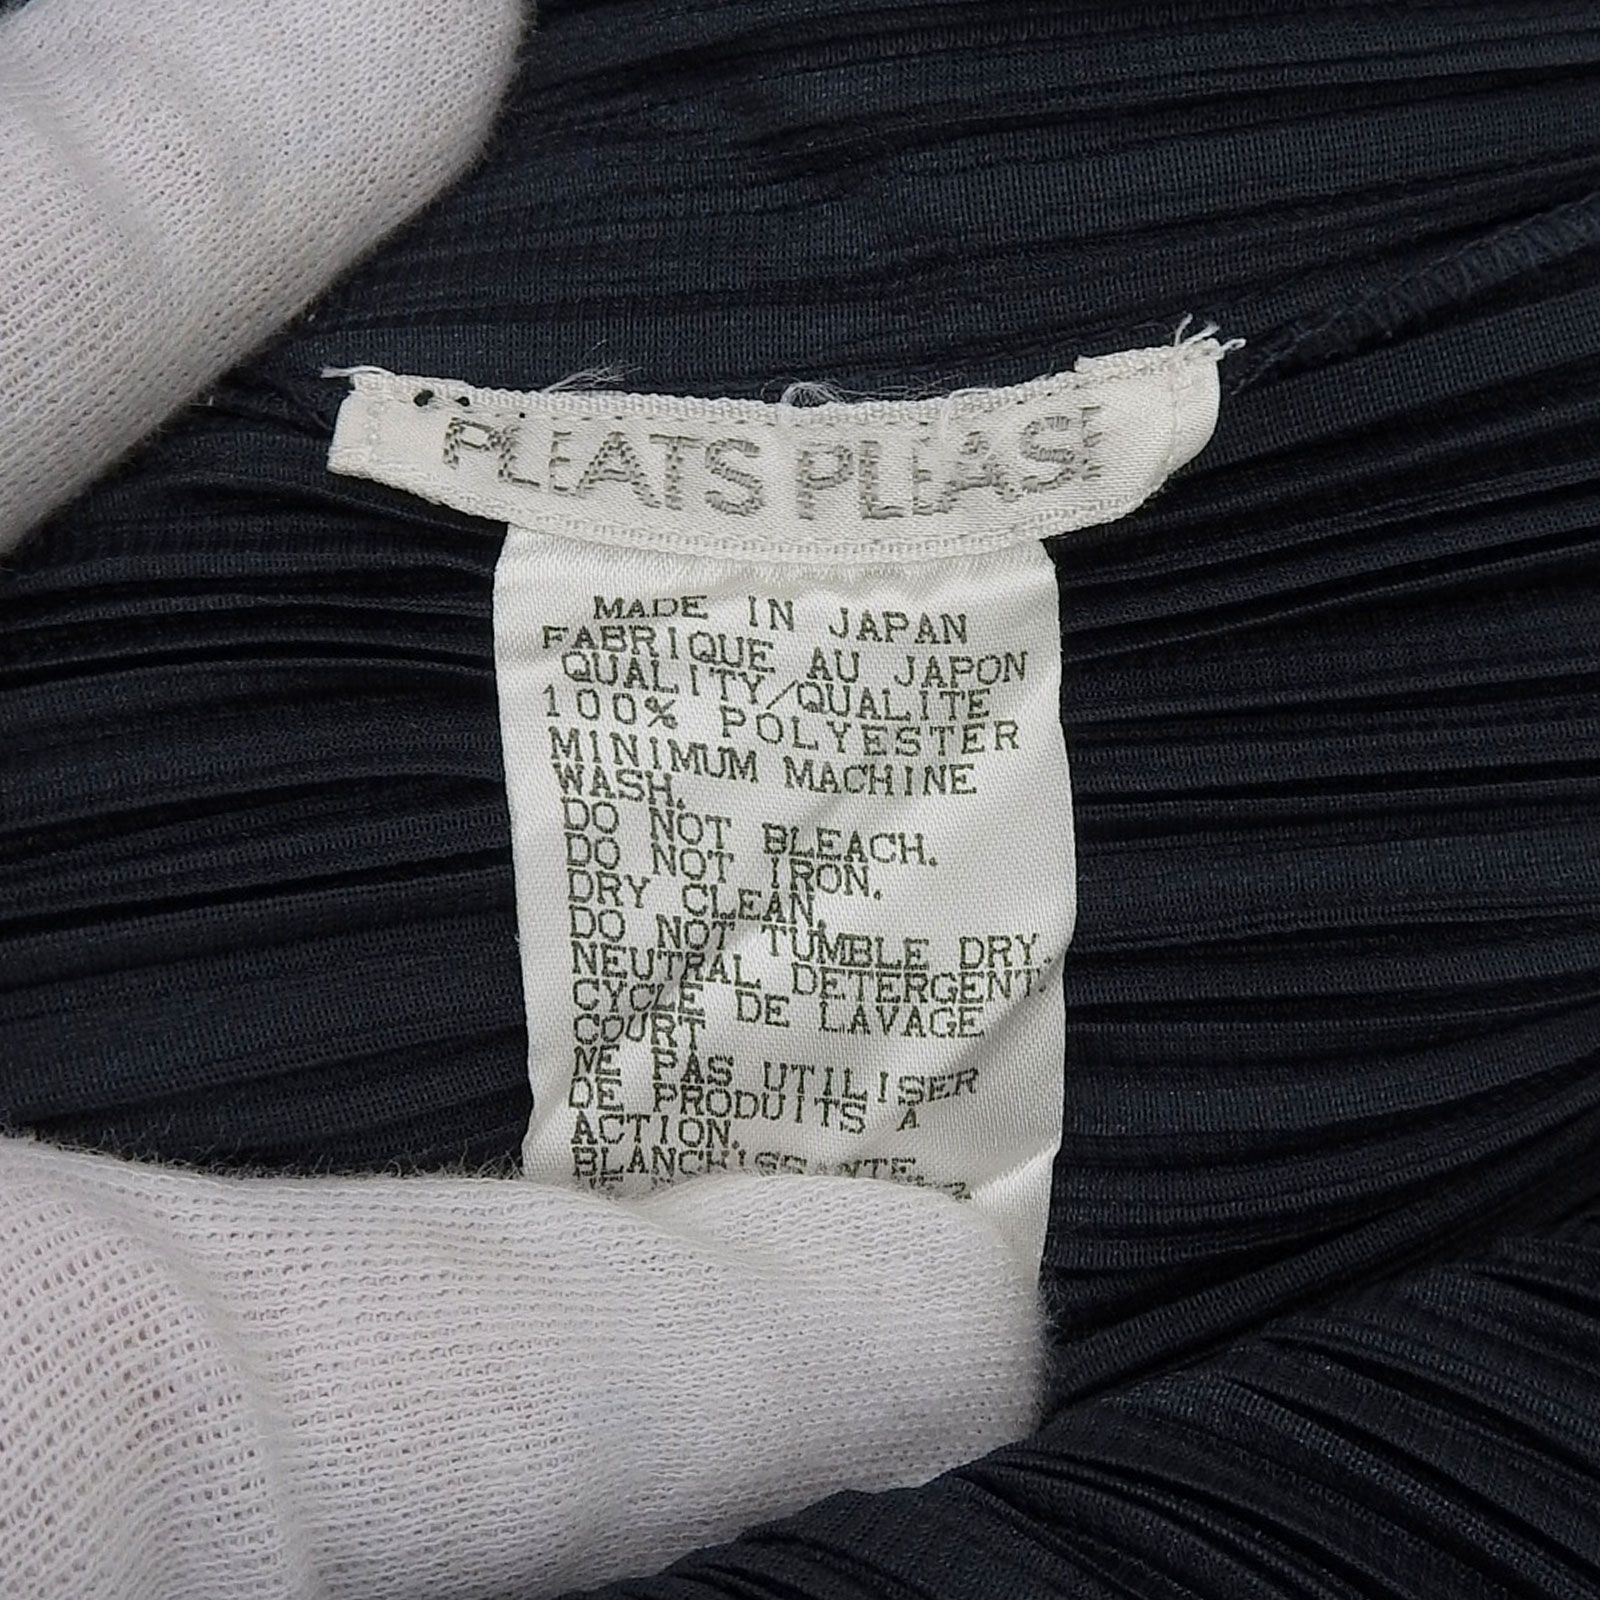 PLEATS PLEASE
MADE IN JAPAN
FABRIQUE AU JAPON
QUALITY/QUALITE
100% POLYESTER
MINIMUM MACHINE
WASH.
DO NOT BLEACH.
DO NOT IRON.
DRY CLEAN.
DO NOT TUMBLE DRY.
NEUTRAL DETERGENT.
CYCLE DE LAVAGE
COURT
NE PAS UTILISER
DE PRODUITS A
ACTION.
BLANCHISSANTE.